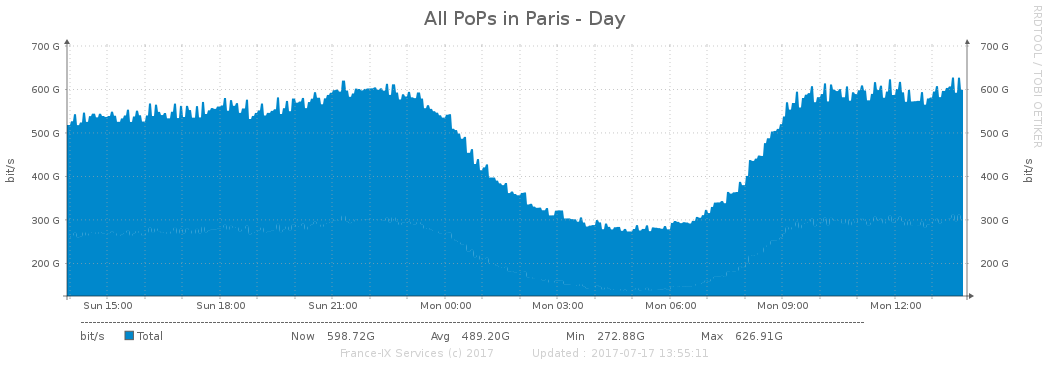 All PoPs in Paris - Day
RRDTOOL / TOBI OETIKER
700 G 700 G
600 G 600 G
500 G 500 G
400 G 400 G
300 G 300 G
200 G 200 G
bit/s bit/s
Sun 15:00 Sun 18:00 Sun 21:00 Mon 00:00 Mon 03:00 Mon 06:00 Mon 09:00 Mon 12:00
bit/s Total Now 598.72G Avg 489.20G Min 272.88G Max 626.91G
France-IX Services (c) 2017 Updated : 2017-07-17 13:55:11